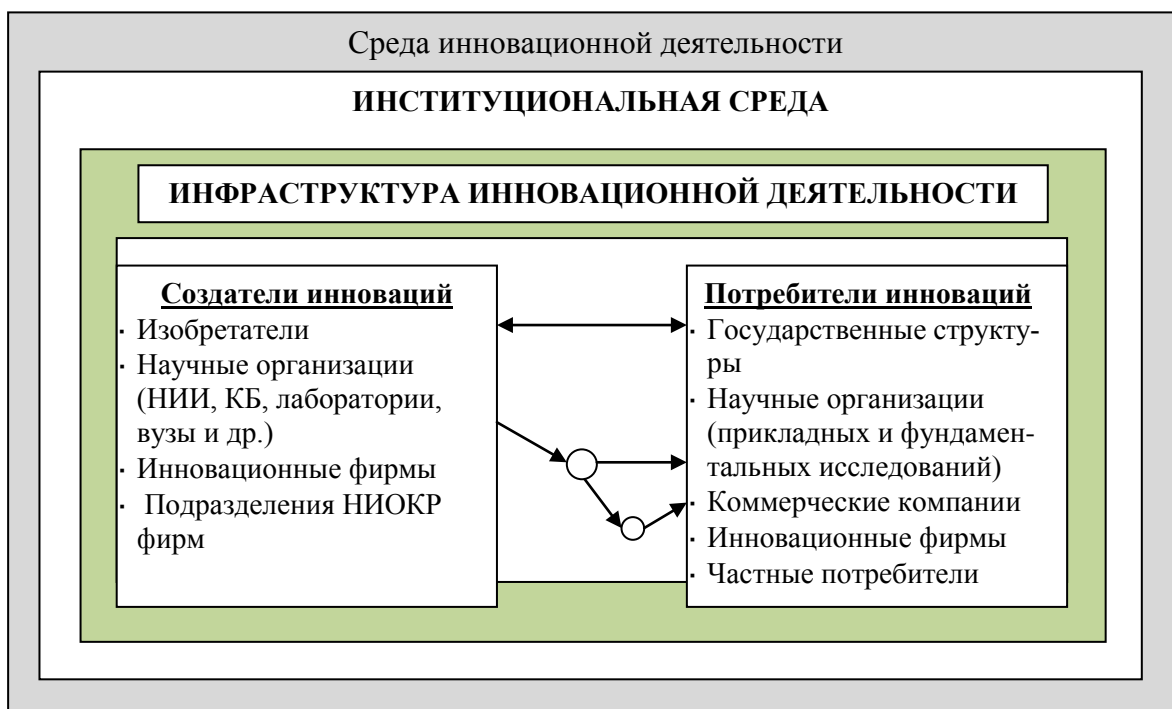 Среда инновационной деятельности
ИНСТИТУЦИОНАЛЬНАЯ СРЕДА
ИНФРАСТРУКТУРА ИННОВАЦИОННОЙ ДЕЯТЕЛЬНОСТИ
Создатели инноваций
· Изобретатели
· Научные организации
(НИИ, КБ, лаборатории,
вузы и др.)
· Инновационные фирмы
· Подразделения НИОКР
фирм
Потребители инноваций
· Государственные структу-
ры
· Научные организации
(прикладных и фундамен-
тальных исследований)
· Коммерческие компании
· Инновационные фирмы
· Частные потребители